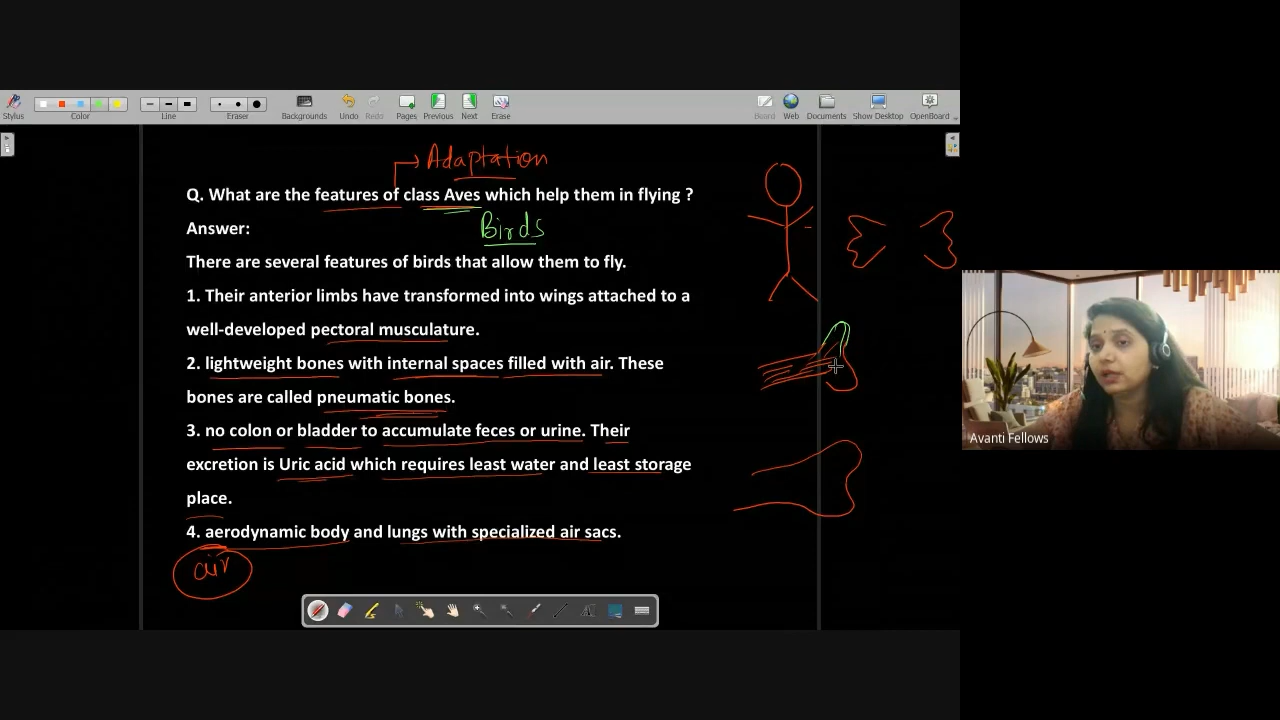 Stylus
Color
Line
Eraser
Backgrounds
Undo
Redo
Pages
Previous
Next
Erase
Board
Web
Documents
Show Desktop
OpenBoard
Adaptation
Q. What are the features of class Aves which help them in flying ?
Answer:
Birds
There are several features of birds that allow them to fly.
1. Their anterior limbs have transformed into wings attached to a
well-developed pectoral musculature.
2. lightweight bones with internal spaces filled with air. These
bones are called pneumatic bones.
3. no colon or bladder to accumulate feces or urine. Their
excretion is Uric acid which requires least water and least storage
place.
4. aerodynamic body and lungs with specialized air sacs.
air
Avanti Fellows